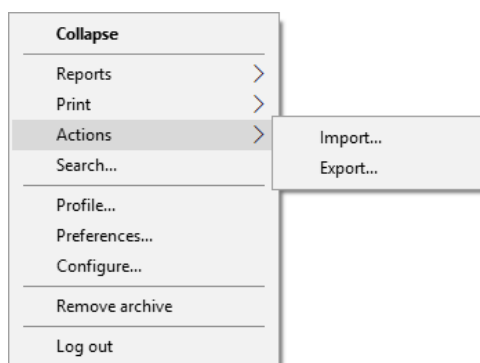 Collapse
Reports
Print
Actions
Import...
Export...
Search...
Profile...
Preferences...
Configure...
Remove archive
Log out